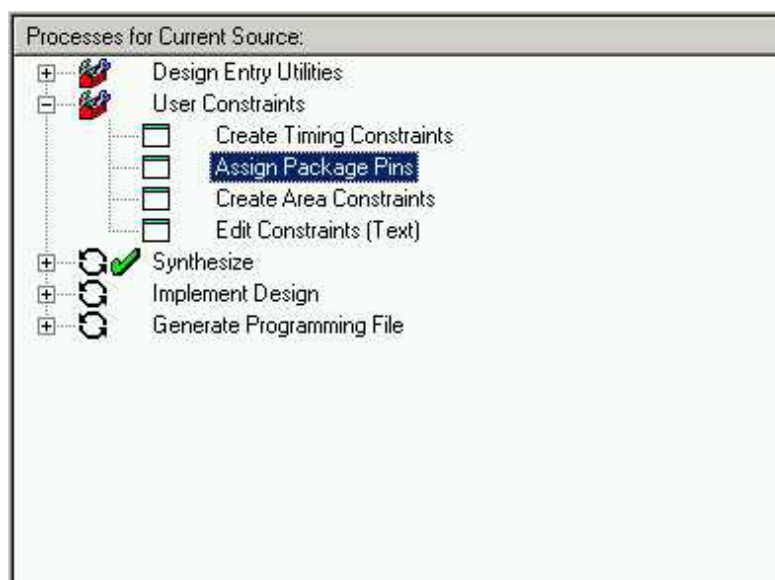 Processes for Current Source:
Design Entry Utilities
User Constraints
Create Timing Constraints
Assign Package Pins
Create Area Constraints
Edit Constraints (Text)
Synthesize
Implement Design
Generate Programming File